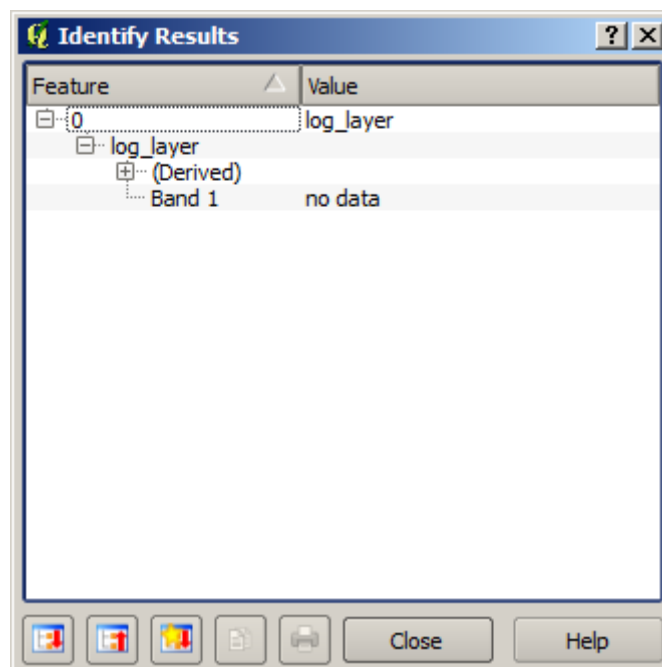 Identify Results
Feature Value
0 log_layer
log_layer
(Derived)
Band 1 no data
Close Help